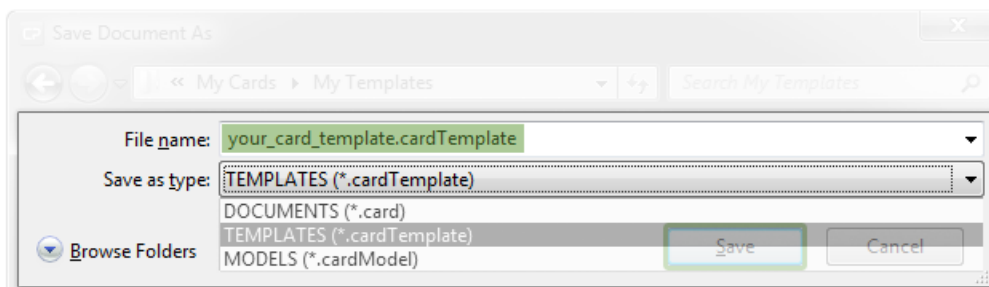 Save Document As
« My Cards ▸ My Templates Search My Templates
File name: your_card_template.cardTemplate
Save as type: TEMPLATES (*.cardTemplate)
DOCUMENTS (*.card)
TEMPLATES (*.cardTemplate)
MODELS (*.cardModel)
Browse Folders Save Cancel